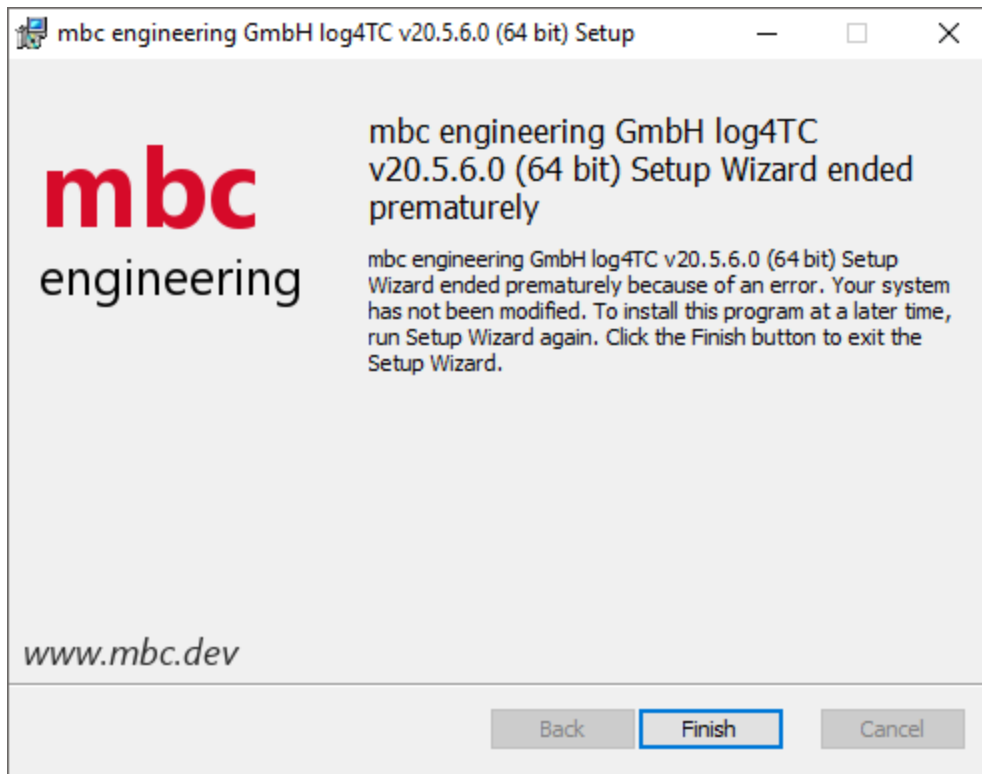 mbc engineering GmbH log4TC v20.5.6.0 (64 bit) Setup
mbc
engineering
mbc engineering GmbH log4TC
v20.5.6.0 (64 bit) Setup Wizard ended
prematurely
mbc engineering GmbH log4TC v20.5.6.0 (64 bit) Setup
Wizard ended prematurely because of an error. Your system
has not been modified. To install this program at a later time,
run Setup Wizard again. Click the Finish button to exit the
Setup Wizard.
www.mbc.dev
Back
Finish
Cancel